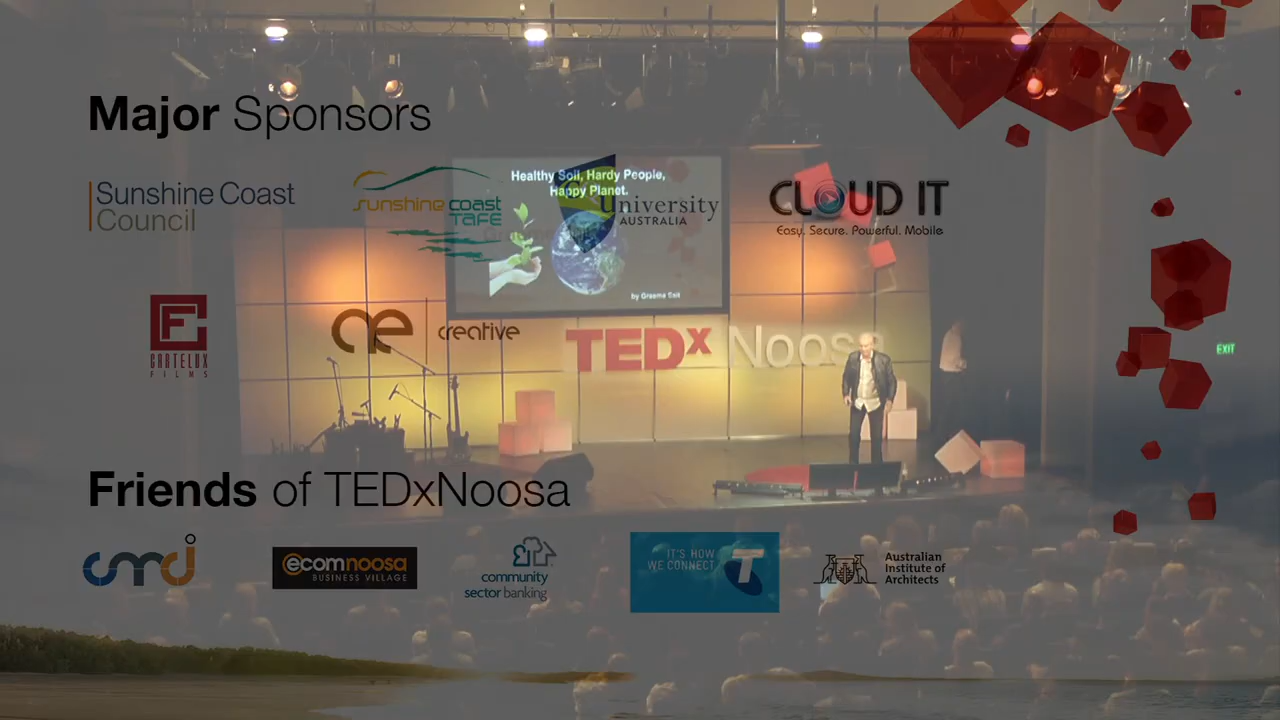 Major Sponsors
Sunshine Coast
Council
sunshine coast
TAFE
Healthy Soil, Hardy People,
Happy Planet.
by Graeme Sait
University
AUSTRALIA
CLOUD IT
Easy. Secure. Powerful. Mobile
CARTELUX
FILMS
ae creative
TEDx Noosa
EXIT
Friends of TEDxNoosa
cmd
ecomnoosa
BUSINESS VILLAGE
community
sector banking
IT'S HOW
WE CONNECT
T
Australian
Institute of
Architects